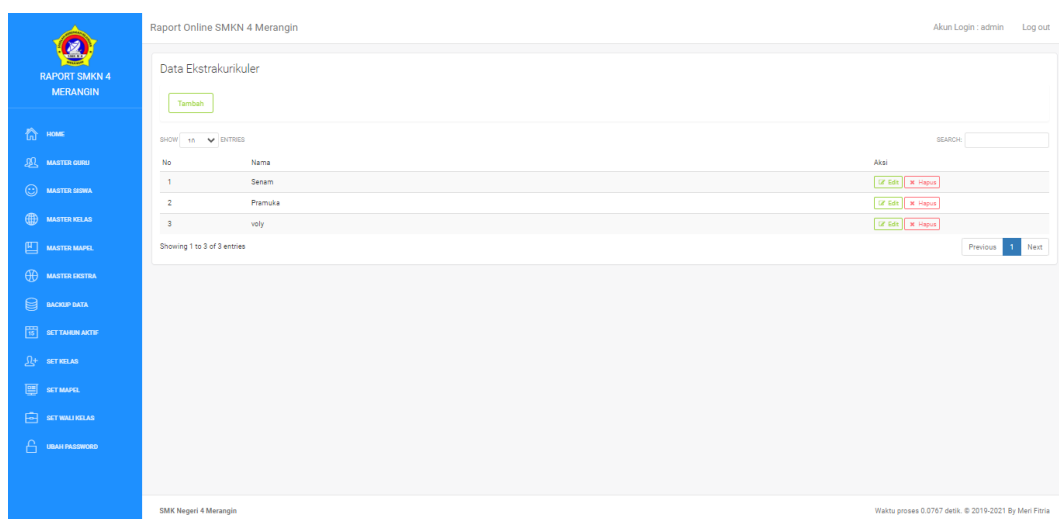 RAPORT SMKN 4
MERANGIN
HOME
MASTER GURU
MASTER SISWA
MASTER KELAS
MASTER MAPEL
MASTER EKSTRA
BACKUP DATA
SET TAHUN AKTIF
SET KELAS
SET MAPEL
SET WALI KELAS
UBAH PASSWORD
Raport Online SMKN 4 Merangin
Akun Login : admin Log out
Data Ekstrakurikuler
Tambah
SHOW 10 ENTRIES SEARCH:
No Nama Aksi
1 Senam Edit Hapus
2 Pramuka Edit Hapus
3 voly Edit Hapus
Showing 1 to 3 of 3 entries Previous 1 Next
SMK Negeri 4 Merangin Waktu proses 0.0767 detik. © 2019-2021 By Meri Fitria